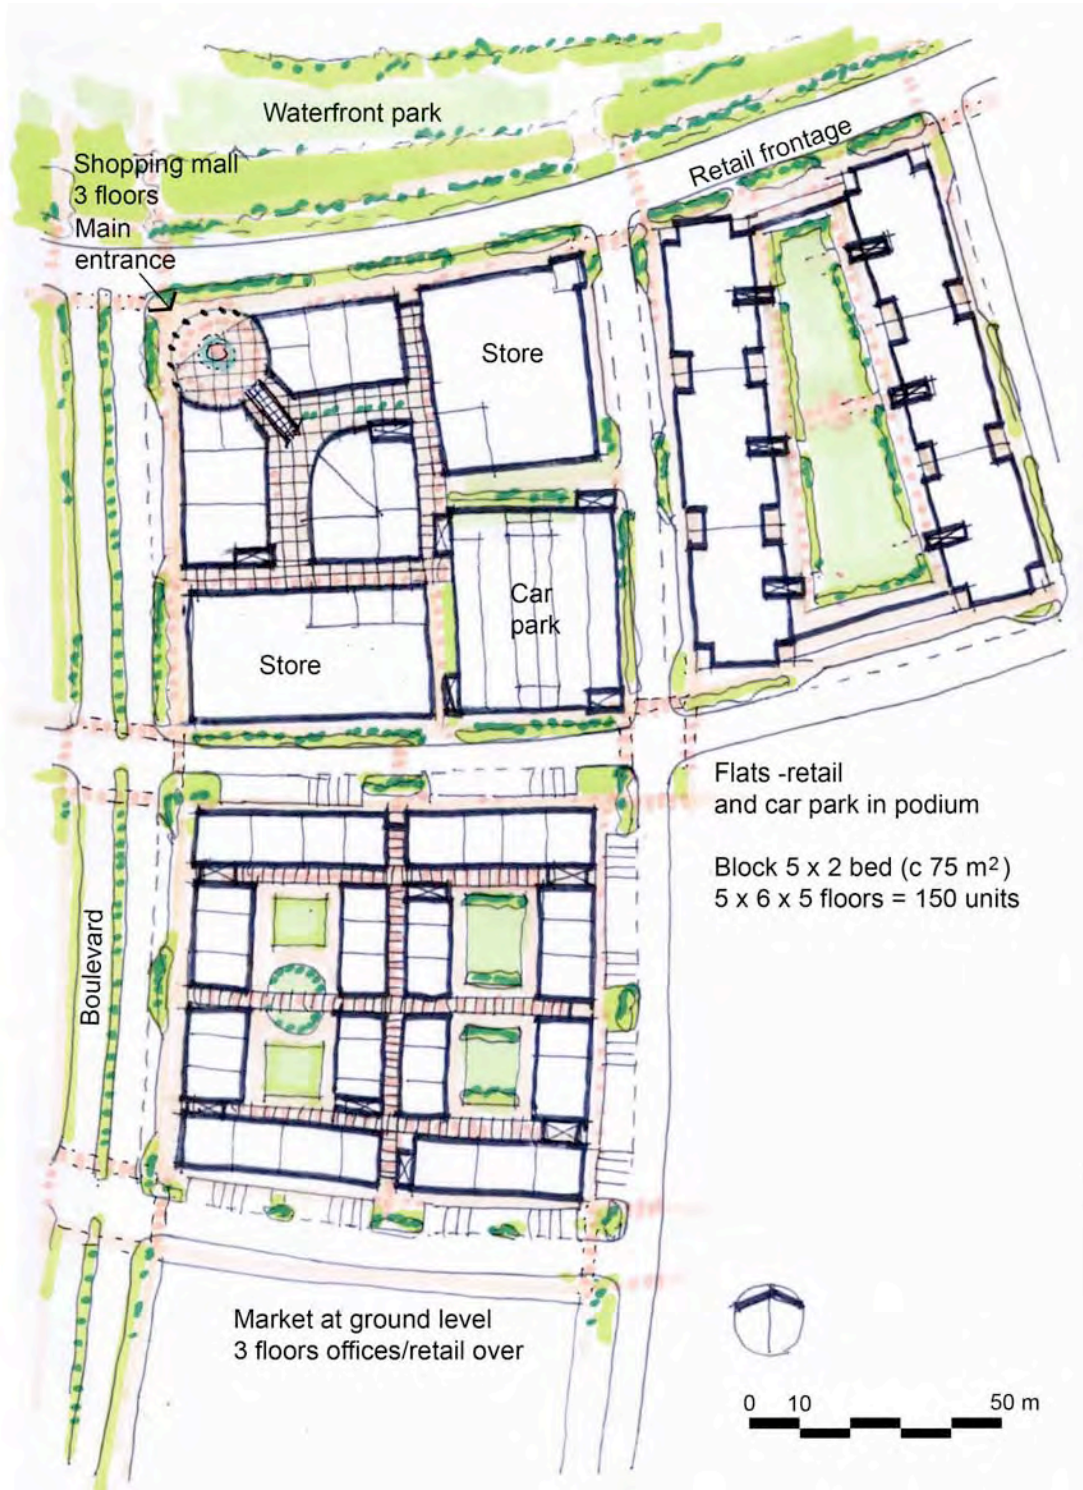 Waterfront park
Shopping mall
3 floors
Main
entrance
Retail frontage
Store
Car
park
Store
Flats -retail
and car park in podium
Block 5 x 2 bed (c 75 m²)
5 x 6 x 5 floors = 150 units
Boulevard
Market at ground level
3 floors offices/retail over
0 10 50 m